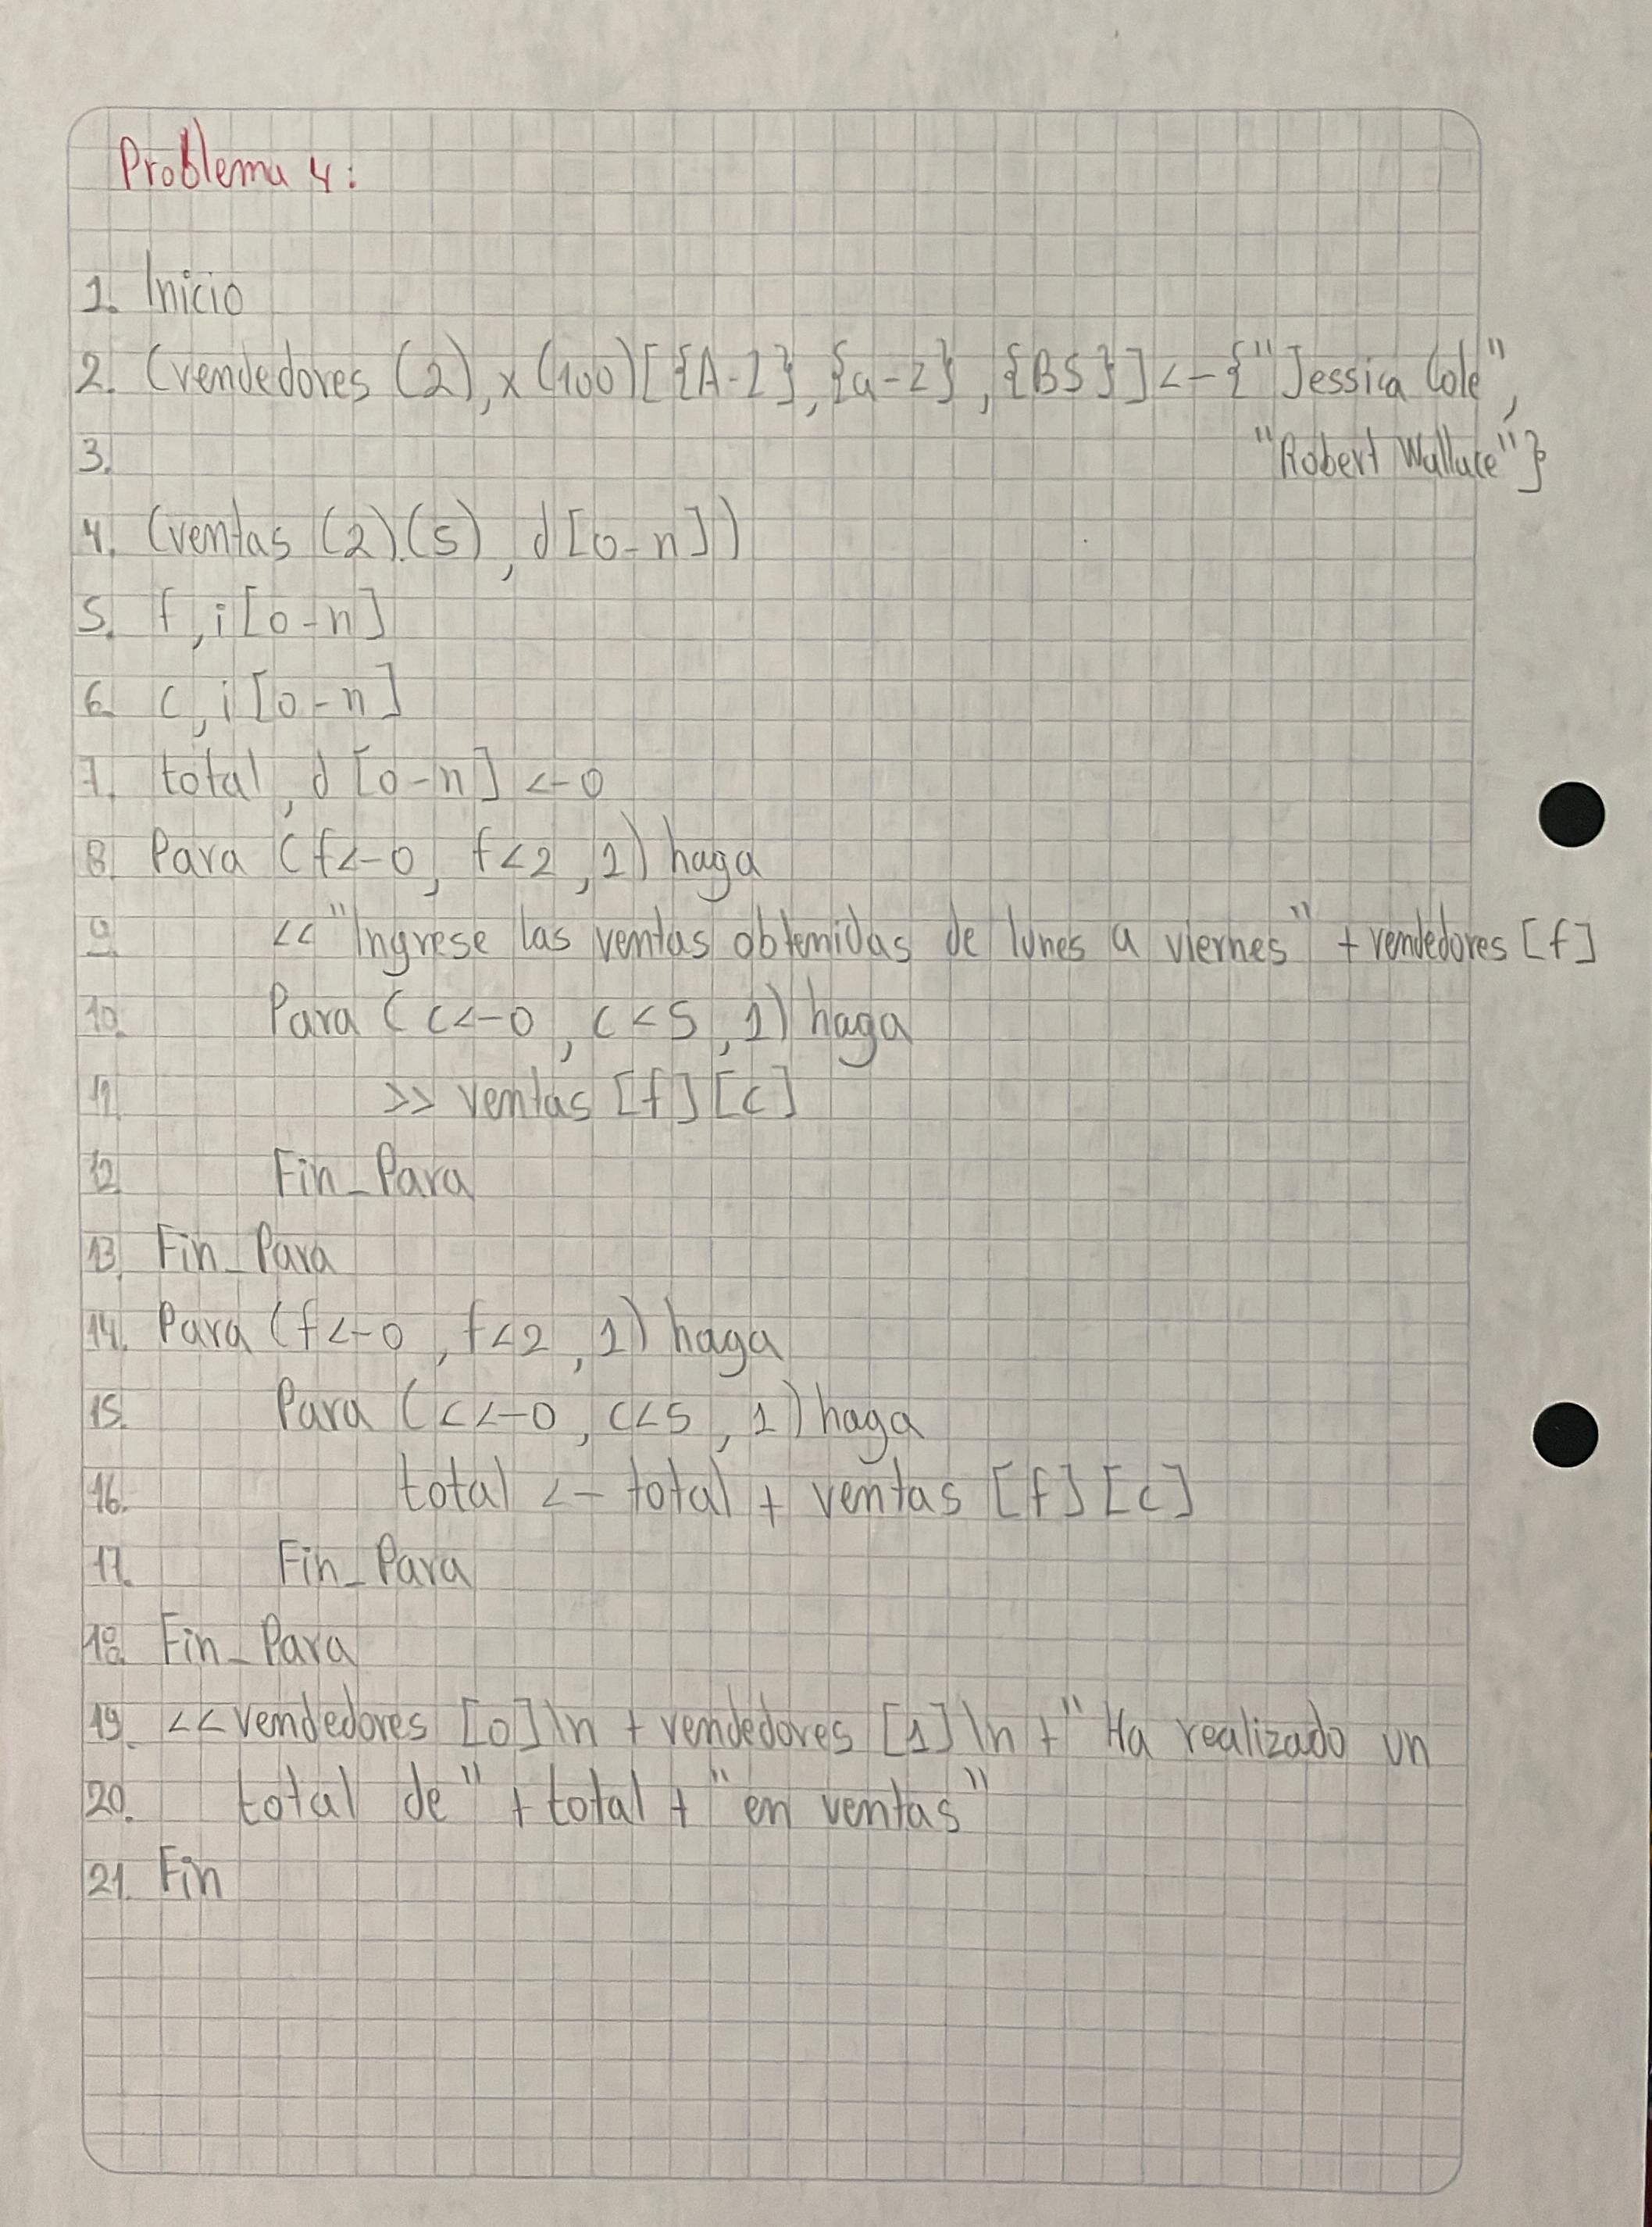 Problema 4:
1. Inicio
2. (vendedores (2), x (100) [{A-Z}, {a-z}, {BS}] <- {"Jessica Cole",
3. "Robert Wallace"}
4. (ventas (2).(5), d [0-n])
5. f, i [0-n]
6. c, i [0-n]
7. total, d [0-n] <-0
8. Para (f<-0, f<2, 1) haga
9. << "Ingrese las ventas obtenidas de lunes a viernes" + vendedores [f]
10. Para (c<-0, c<5, 1) haga
11. >> ventas [f] [c]
12. Fin_Para
13. Fin_Para
14. Para (f<-0, f<2, 1) haga
15. Para (c<-0, c<5, 1) haga
16. total <- total + ventas [f] [c]
17. Fin_Para
18. Fin_Para
19. << vendedores [0] \n + vendedores [1] \n + "Ha realizado un
20. total de" + total + "en ventas"
21. Fin